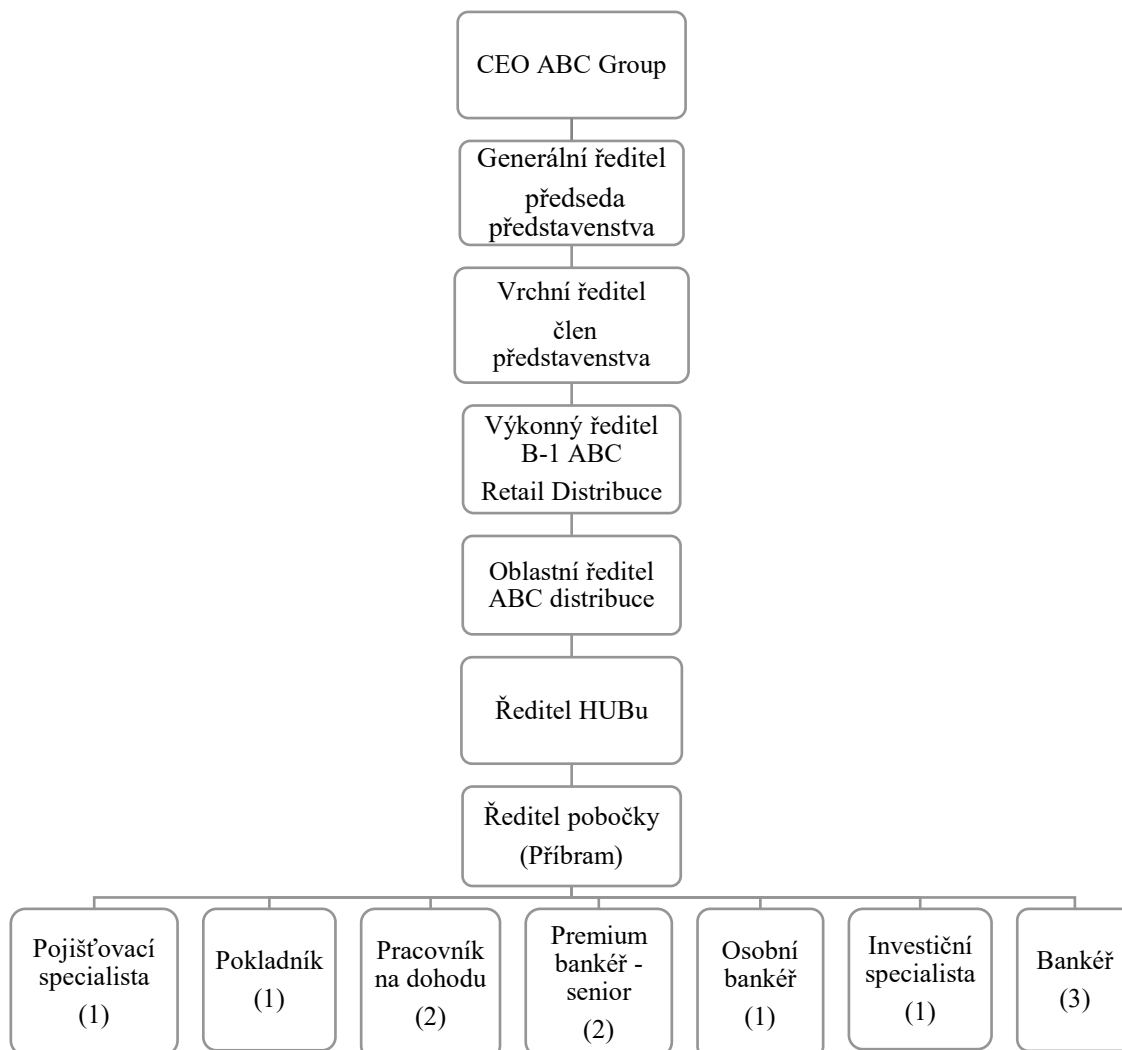 CEO ABC Group
Generální ředitel
předseda
představenstva
Vrchní ředitel
člen
představenstva
Výkonný ředitel
B-1 ABC
Retail Distribuce
Oblastní ředitel
ABC distribuce
Ředitel HUBu
Ředitel pobočky
(Příbram)
Pojišťovací
specialista
(1)
Pokladník
(1)
Pracovník
na dohodu
(2)
Premium
bankéř -
senior
(2)
Osobní
bankéř
(1)
Investiční
specialista
(1)
Bankéř
(3)